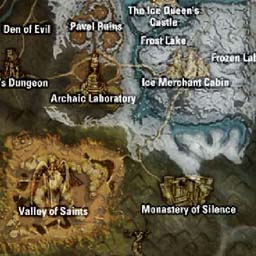 The Ice Queen's
Castle
Den of Evil
Pavel Ruins
Frost Lake
Frozen Lab
's Dungeon
Ice Merchant Cabin
Archaic Laboratory
Valley of Saints
Monastery of Silence